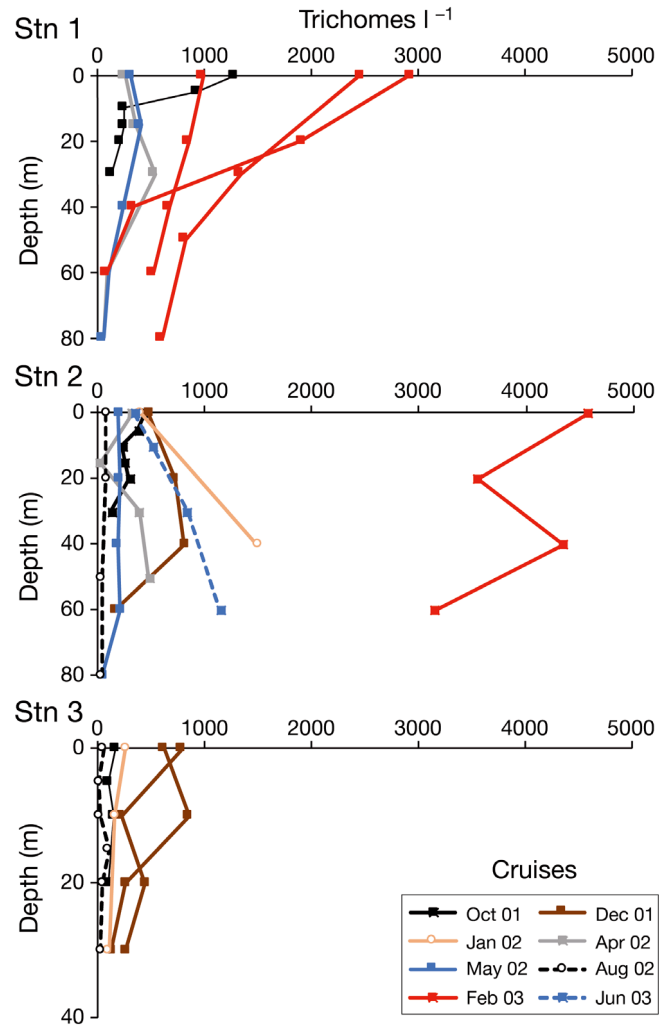 Trichomes l⁻¹
Stn 1
0 1000 2000 3000 4000 5000
0
20
40
60
80
Depth (m)
Stn 2
0 1000 2000 3000 4000 5000
0
20
40
60
80
Depth (m)
Stn 3
0 1000 2000 3000 4000 5000
0
20
40
Depth (m)
Cruises
Oct 01 Dec 01
Jan 02 Apr 02
May 02 Aug 02
Feb 03 Jun 03